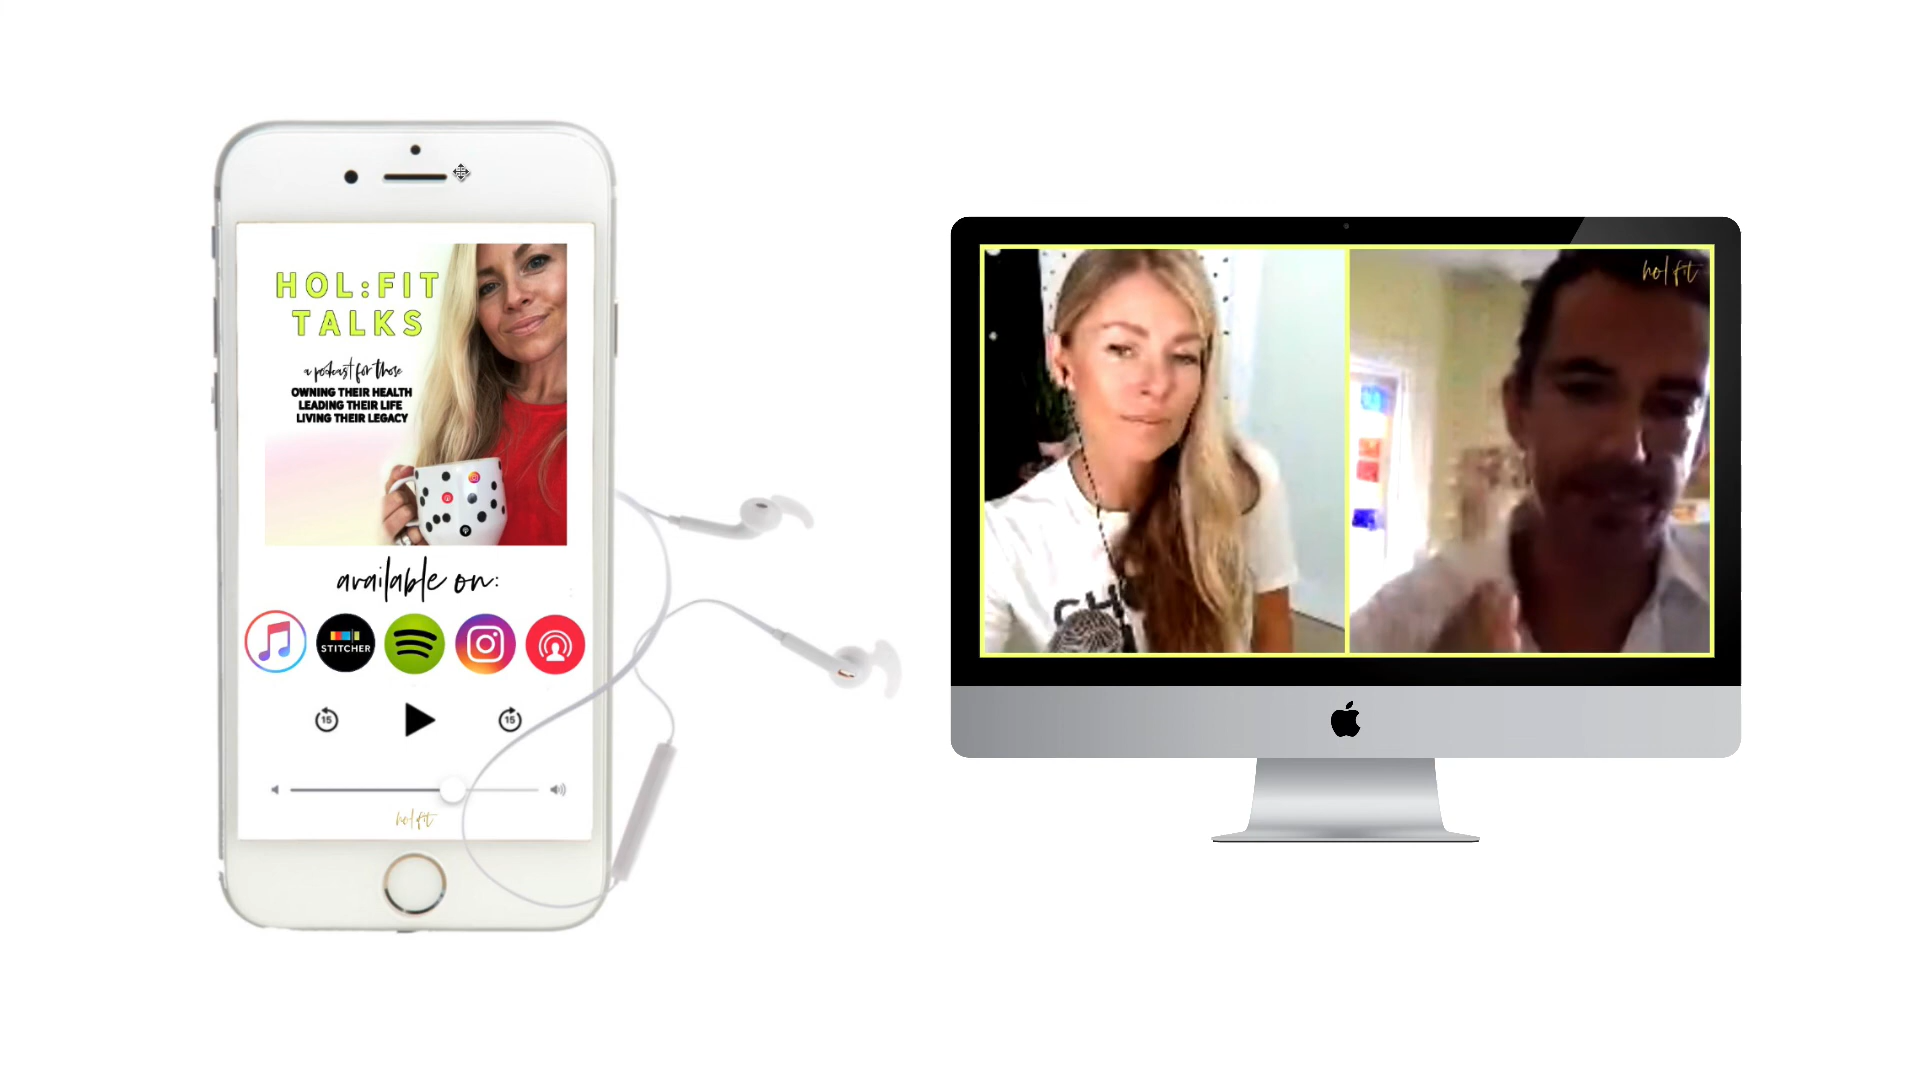 HOL:FIT
TALKS
a podcast for those
OWNING THEIR HEALTH
LEADING THEIR LIFE
LIVING THEIR LEGACY
available on:
STITCHER
15
15
hol fit
hol fit
CH